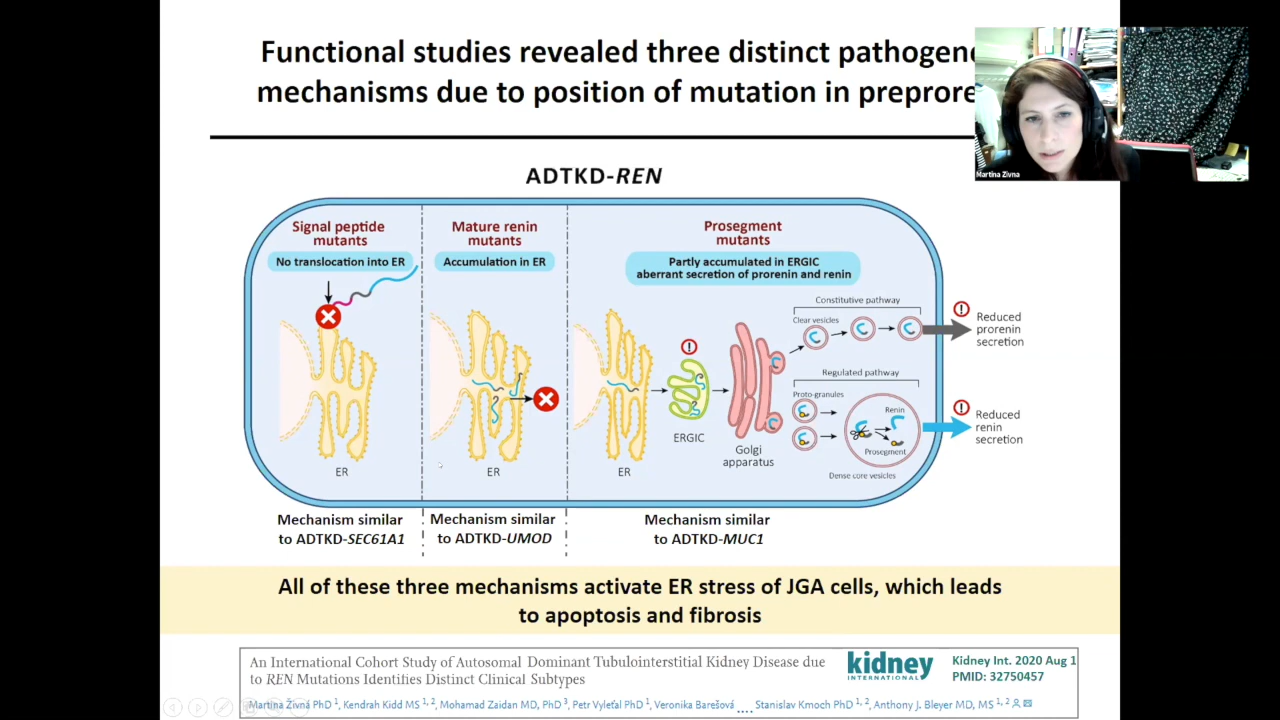 Functional studies revealed three distinct pathogene
mechanisms due to position of mutation in preprore
Martina Zivna
ADTKD-REN
Signal peptide
mutants
No translocation into ER
ER
Mature renin
mutants
Accumulation in ER
ER
Prosegment
mutants
Partly accumulated in ERGIC
aberrant secretion of prorenin and renin
ER
ERGIC
Golgi
apparatus
Constitutive pathway
Clear vesicles
Regulated pathway
Proto-granules
Renin
Prosegment
Dense core vesicles
Reduced
prorenin
secretion
Reduced
renin
secretion
Mechanism similar
to ADTKD-SEC61A1
Mechanism similar
to ADTKD-UMOD
Mechanism similar
to ADTKD-MUC1
All of these three mechanisms activate ER stress of JGA cells, which leads
to apoptosis and fibrosis
An International Cohort Study of Autosomal Dominant Tubulointerstitial Kidney Disease due
to REN Mutations Identifies Distinct Clinical Subtypes
kidney
INTERNATIONAL
Kidney Int. 2020 Aug 1
PMID: 32750457
Martina Živná PhD 1, Kendrah Kidd MS 1, 2, Mohamad Zaidan MD, PhD 3, Petr Vyleťal PhD 1, Veronika Barešová .... Stanislav Kmoch PhD 1, 2, Anthony J. Bleyer MD, MS 1, 2